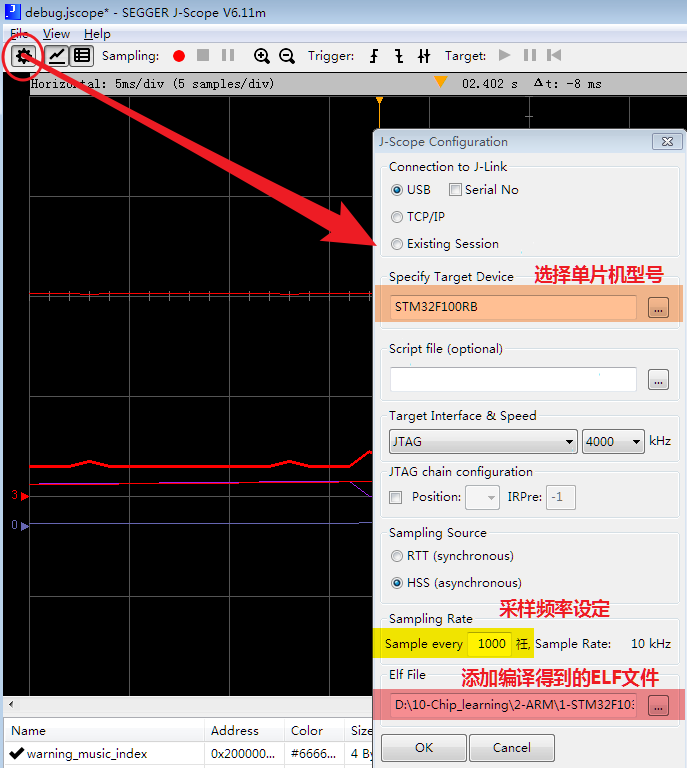 debug.jscope* - SEGGER J-Scope V6.11m
File View Help
Sampling: Trigger: Target:
Horizontal: 5ms/div (5 samples/div) 02.402 s Δt: -8 ms
J-Scope Configuration
Connection to J-Link
USB Serial No
TCP/IP
Existing Session
Specify Target Device 选择单片机型号
STM32F100RB ...
Script file (optional)
...
Target Interface & Speed
JTAG 4000 kHz
JTAG chain configuration
Position: IRPre: -1
Sampling Source
RTT (synchronous)
HSS (asynchronous)
采样频率设定
Sampling Rate
Sample every 1000 祍, Sample Rate: 10 kHz
Elf File 添加编译得到的ELF文件
D:\10-Chip_learning\2-ARM\1-STM32F103 ...
OK Cancel
3
0
Name Address Color Size
warning_music_index 0x200000... #6666... 4 By